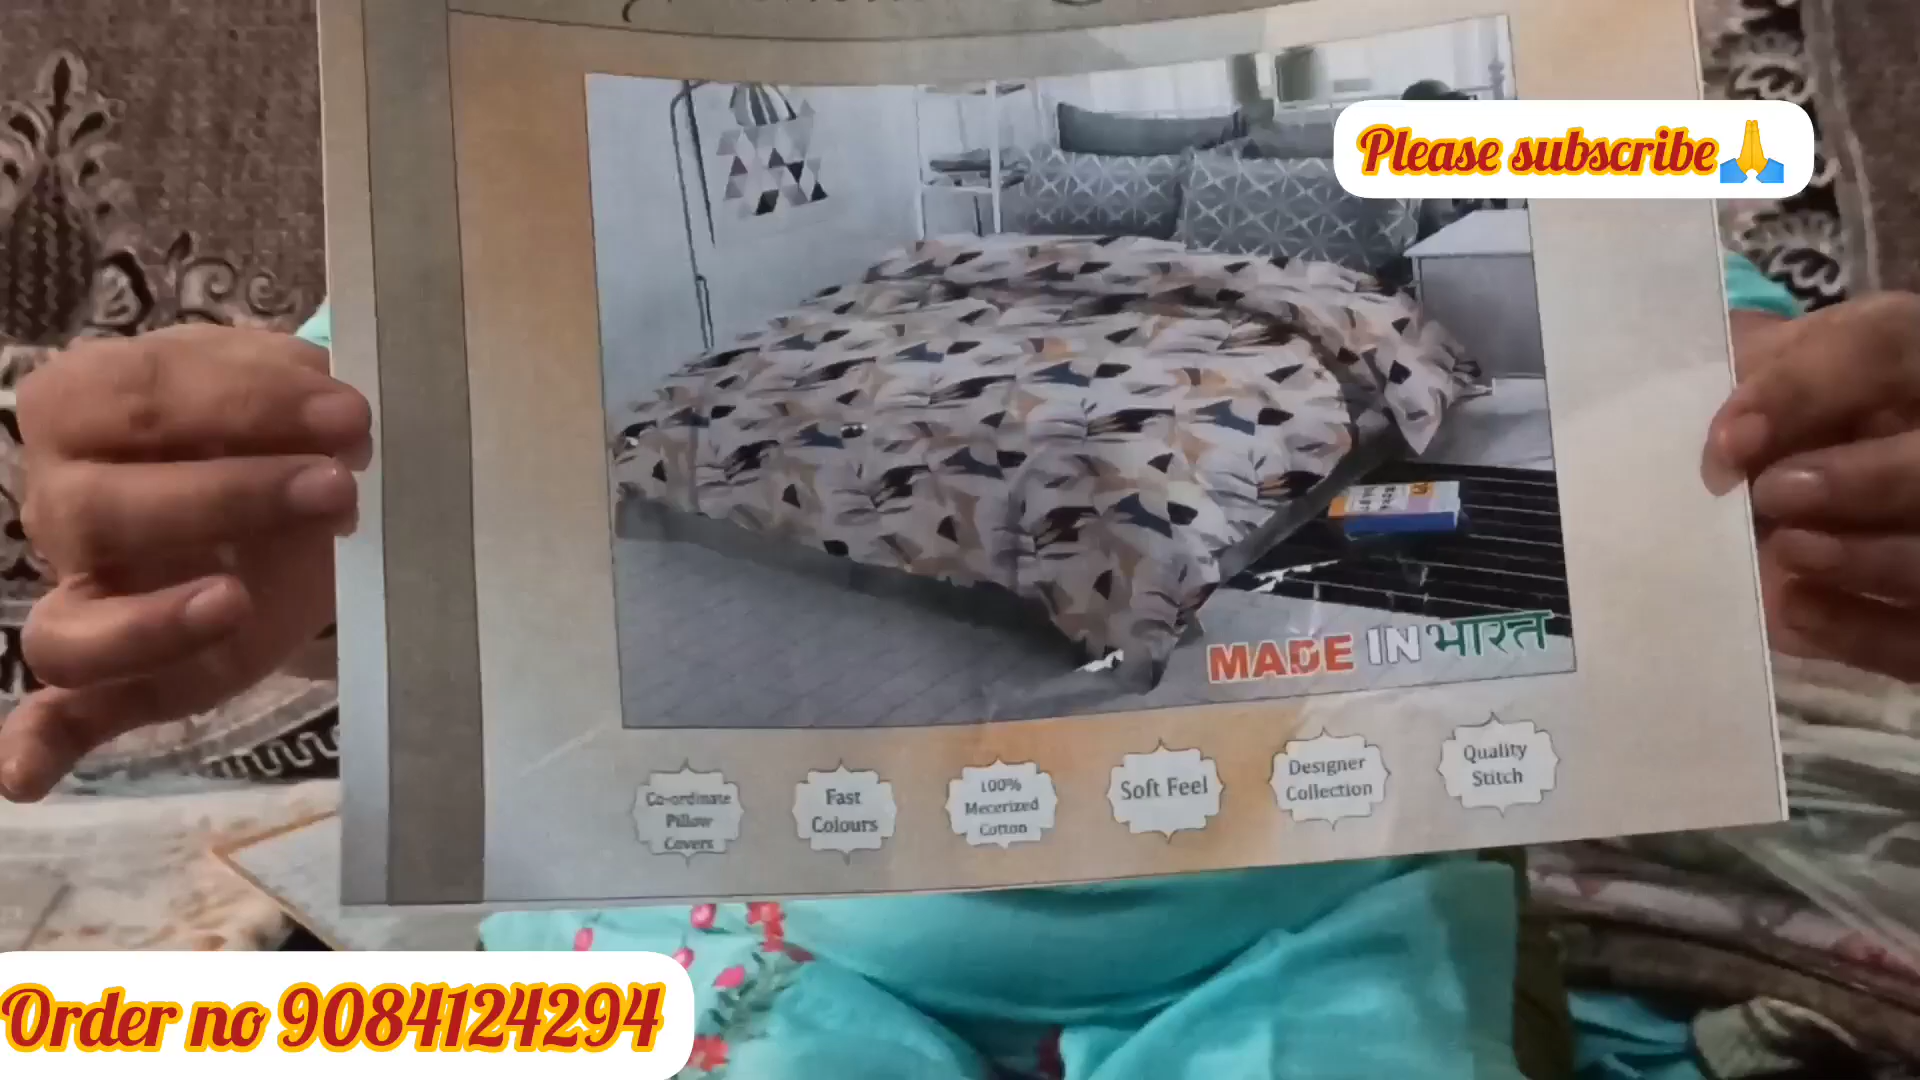 Please subscribe🙏
MADE IN भारत
Co-ordinate
Pillow
Covers
Fast
Colours
100%
Mecerized
Cotton
Soft Feel
Designer
Collection
Quality
Stitch
Order no 9084124294